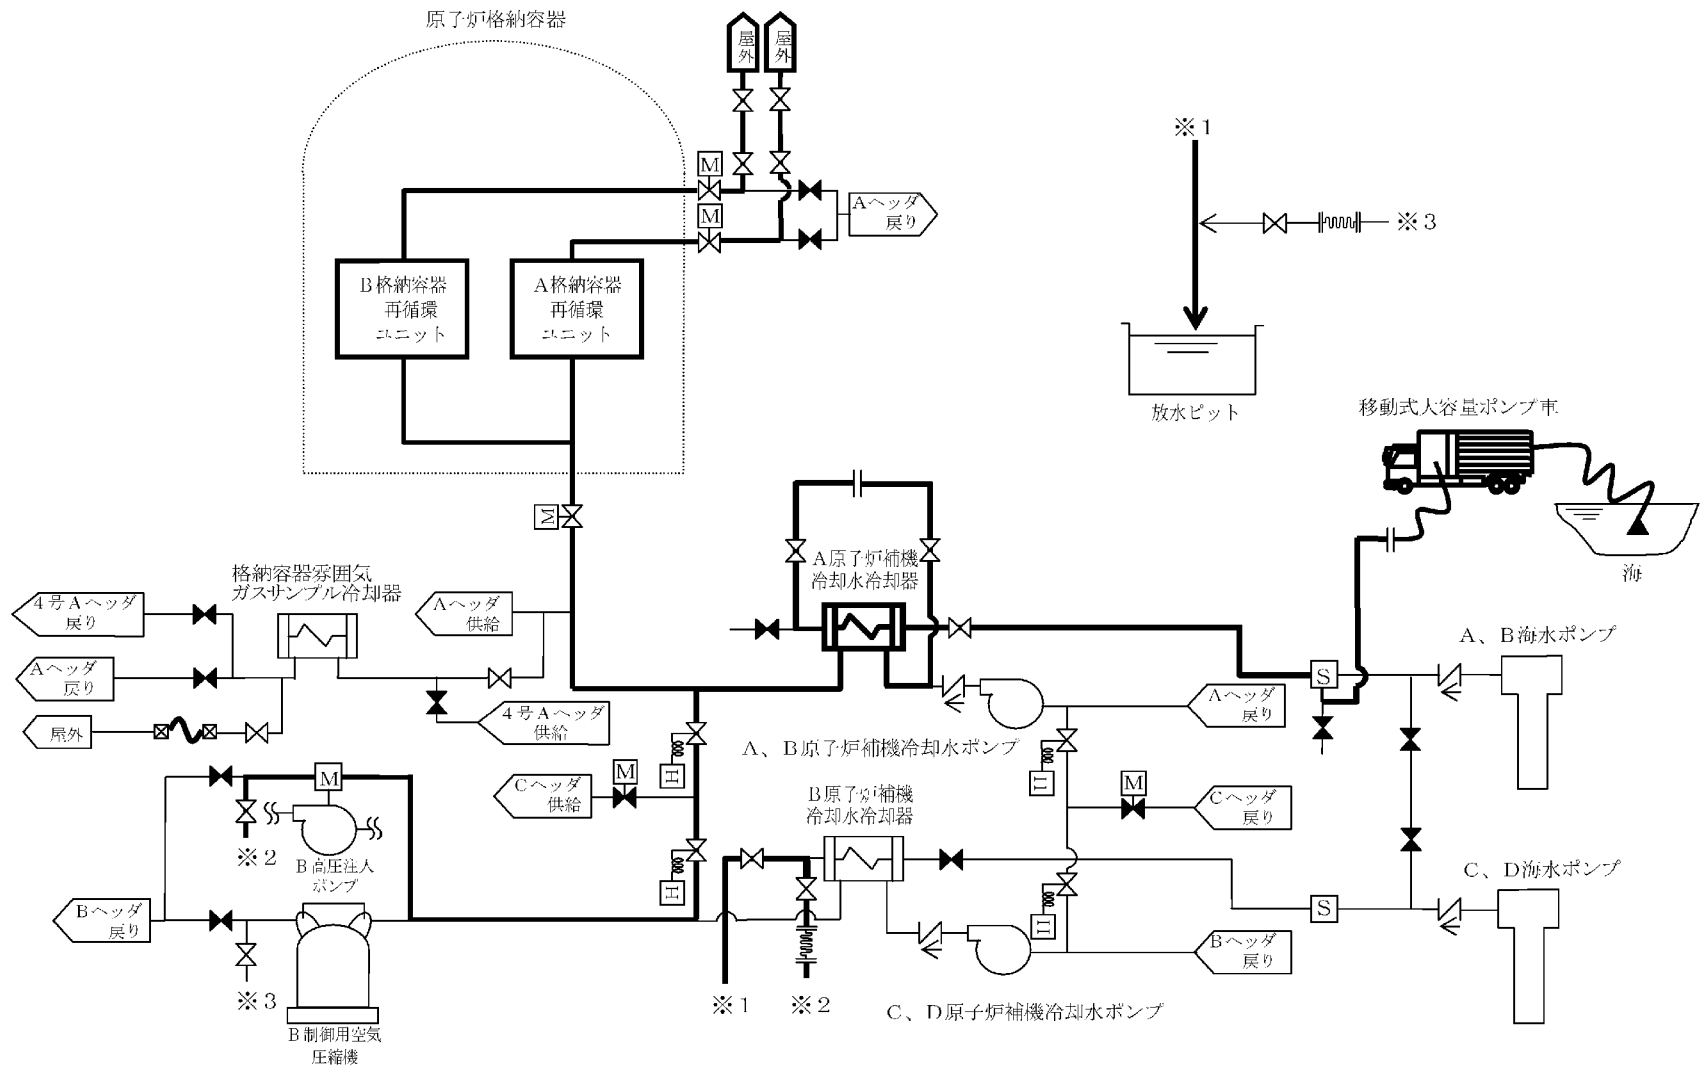 原子炉格納容器
屋外
屋外
※１
M
M
Aヘッダ
戻り
※３
B格納容器
再循環
ユニット
A格納容器
再循環
ユニット
放水ピット
移動式大容量ポンプ車
海
M
A原子炉補機
冷却水冷却器
格納容器雰囲気
ガスサンプル冷却器
４号Aヘッダ
戻り
Aヘッダ
供給
A、B海水ポンプ
Aヘッダ
戻り
S
４号Aヘッダ
供給
Aヘッダ
戻り
屋外
A、B原子炉補機冷却水ポンプ
H
H
M
M
Cヘッダ
供給
M
B原子炉補機
冷却水冷却器
Cヘッダ
戻り
※２
B高圧注入
ポンプ
H
C、D海水ポンプ
Bヘッダ
戻り
S
H
Bヘッダ
戻り
※３
※１
※２
C、D原子炉補機冷却水ポンプ
B制御用空気
圧縮機